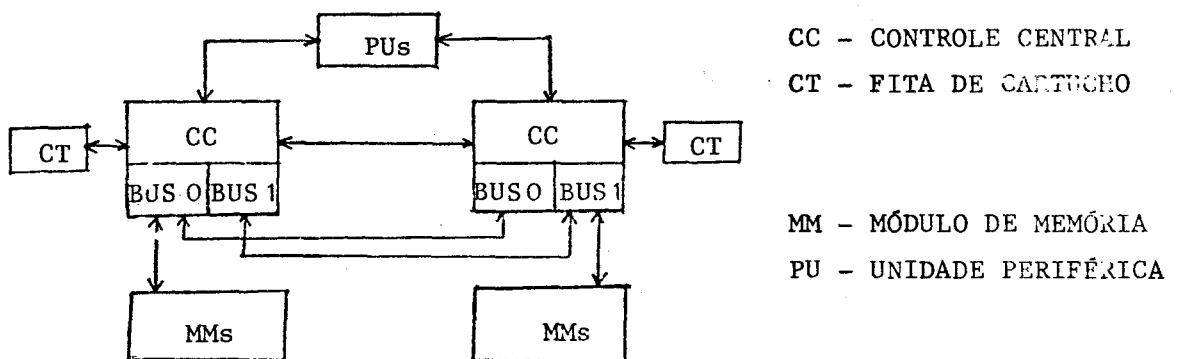 PUs
CC
CC
CT
CT
BUS 0 BUS 1
BUS 0 BUS 1
MMs
MMs
CC - CONTROLE CENTRAL
CT - FITA DE CARTUCHO
MM - MÓDULO DE MEMÓRIA
PU - UNIDADE PERIFÉRICA